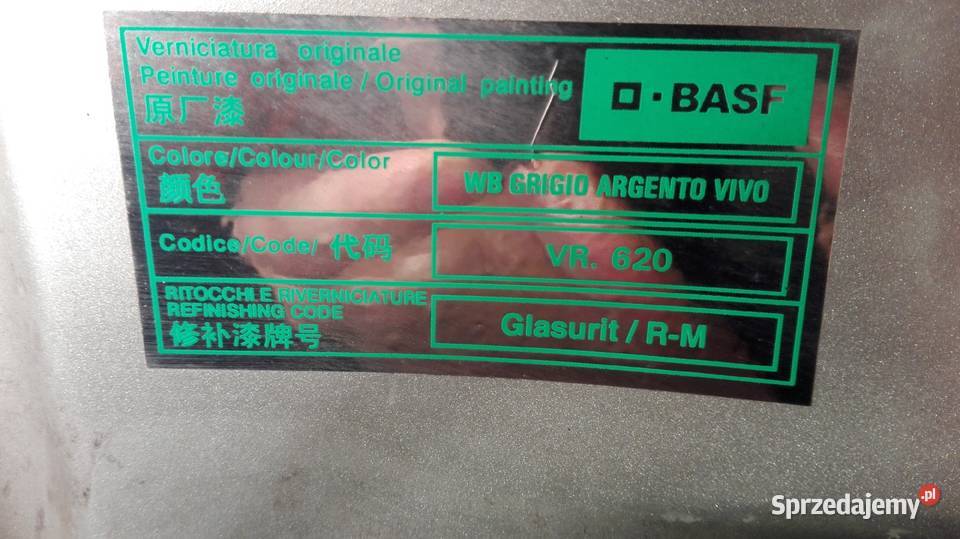 Verniciatura originale
Peinture originale / Original painting
原厂漆
BASF
Colore/Colour/Color
颜色
WB GRIGIO ARGENTO VIVO
Codice/Code/ 代码
VR. 620
RITOCCHI E RIVERNICIATURE
REFINISHING CODE
修补漆牌号
Glasurit / R-M
Sprzedajemy.pl